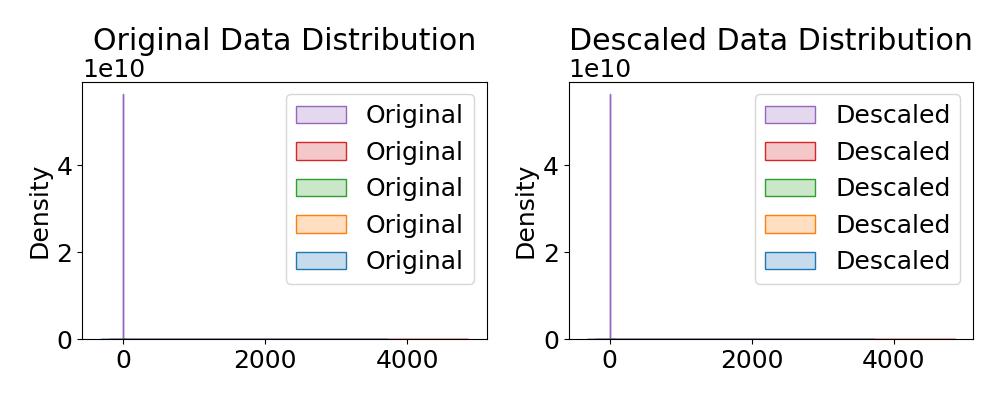 Original Data Distribution
1e10
Density
4
2
0
0
2000
4000
Original
Original
Original
Original
Original
Descaled Data Distribution
1e10
Density
4
2
0
0
2000
4000
Descaled
Descaled
Descaled
Descaled
Descaled